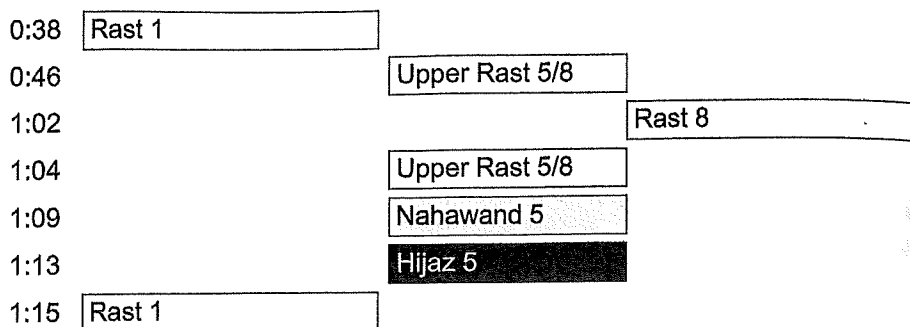 0:38 Rast 1
0:46 Upper Rast 5/8
1:02 Rast 8
1:04 Upper Rast 5/8
1:09 Nahawand 5
1:13 Hijaz 5
1:15 Rast 1